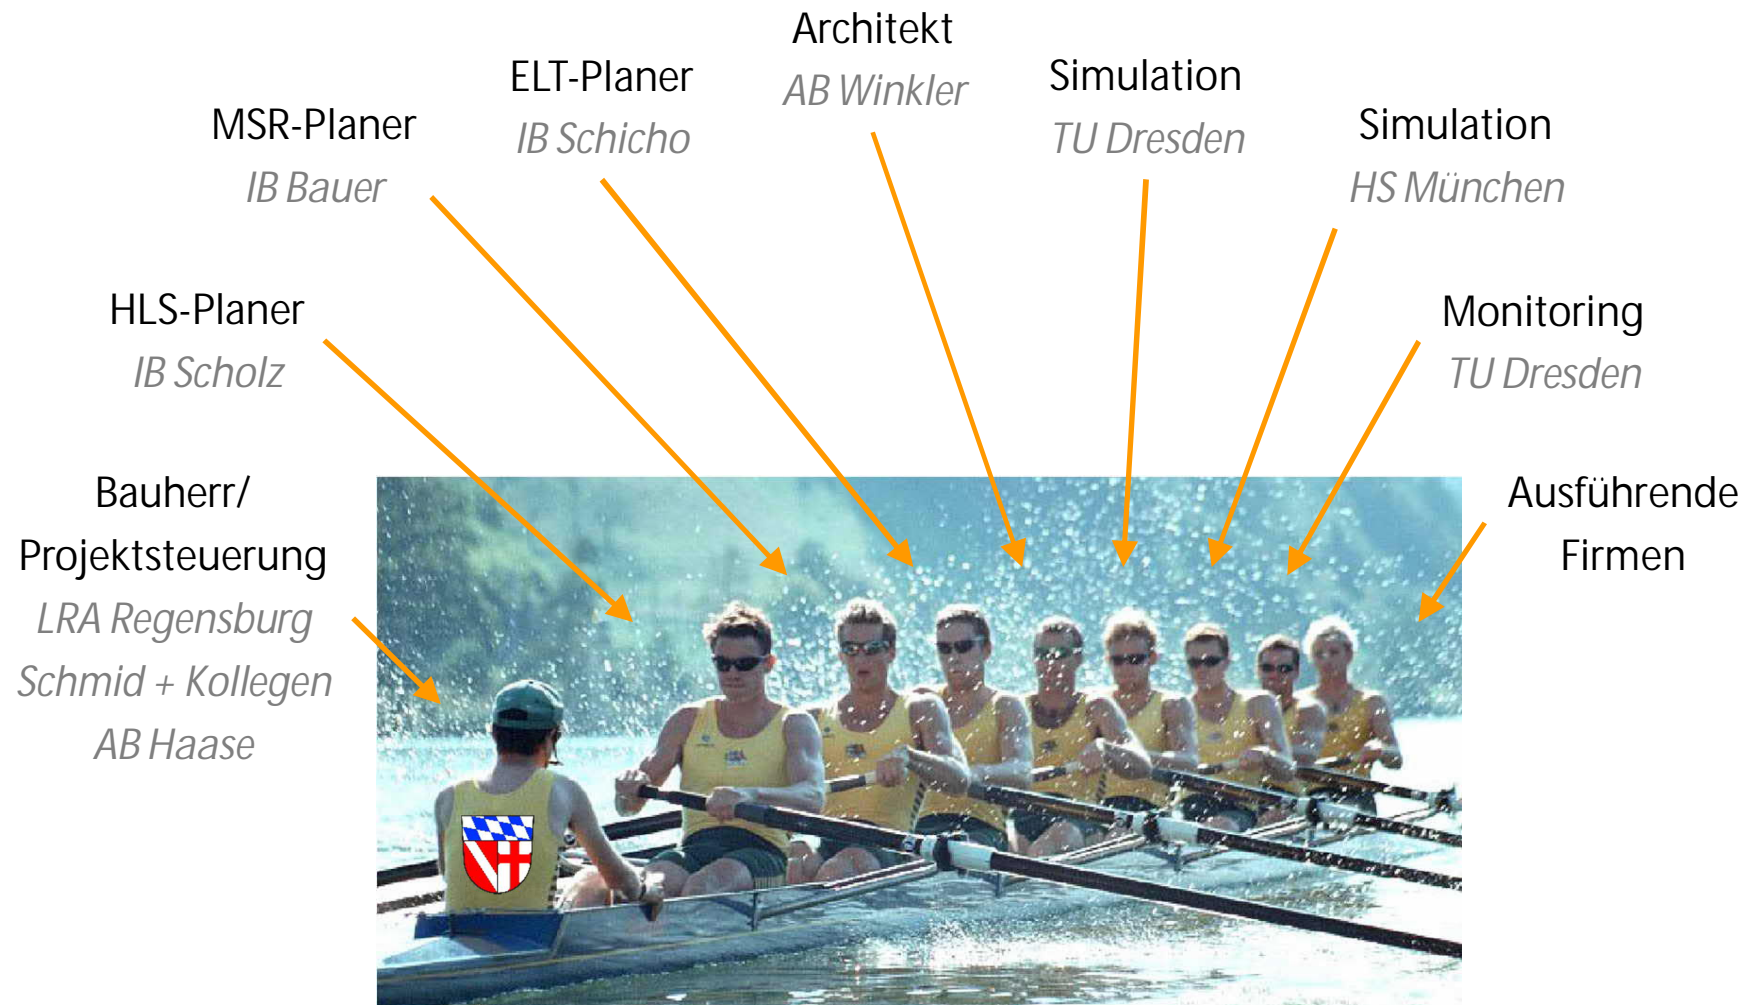 Architekt
AB Winkler
ELT-Planer
IB Schicho
Simulation
TU Dresden
MSR-Planer
IB Bauer
Simulation
HS München
HLS-Planer
IB Scholz
Monitoring
TU Dresden
Bauherr/
Projektsteuerung
LRA Regensburg
Schmid + Kollegen
AB Haase
Ausführende
Firmen